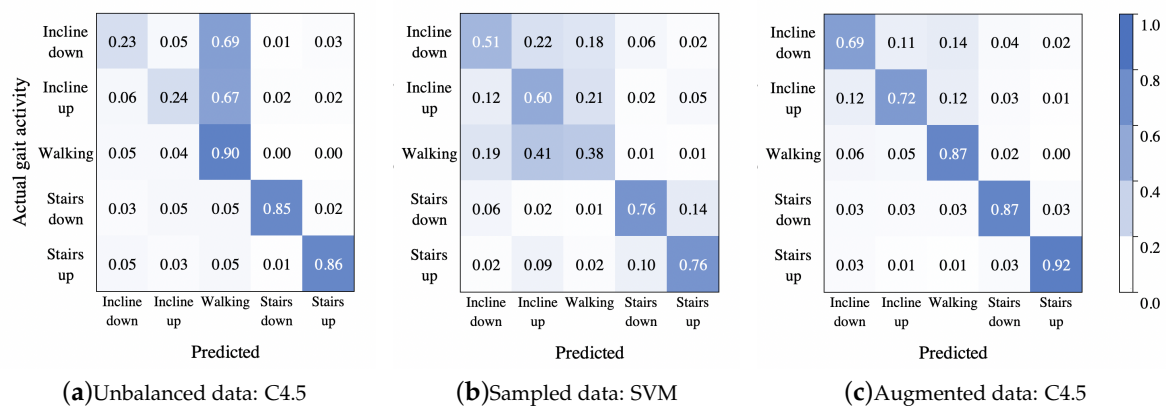 Actual gait activity
Incline down 0.23 0.05 0.69 0.01 0.03
Incline up 0.06 0.24 0.67 0.02 0.02
Walking 0.05 0.04 0.90 0.00 0.00
Stairs down 0.03 0.05 0.05 0.85 0.02
Stairs up 0.05 0.03 0.05 0.01 0.86
Incline down Incline up Walking Stairs down Stairs up
Predicted
(a)Unbalanced data: C4.5
Incline down 0.51 0.22 0.18 0.06 0.02
Incline up 0.12 0.60 0.21 0.02 0.05
Walking 0.19 0.41 0.38 0.01 0.01
Stairs down 0.06 0.02 0.01 0.76 0.14
Stairs up 0.02 0.09 0.02 0.10 0.76
Incline down Incline up Walking Stairs down Stairs up
Predicted
(b)Sampled data: SVM
Incline down 0.69 0.11 0.14 0.04 0.02
Incline up 0.12 0.72 0.12 0.03 0.01
Walking 0.06 0.05 0.87 0.02 0.00
Stairs down 0.03 0.03 0.03 0.87 0.03
Stairs up 0.03 0.01 0.01 0.03 0.92
Incline down Incline up Walking Stairs down Stairs up
Predicted
(c)Augmented data: C4.5
1.0
0.8
0.6
0.4
0.2
0.0